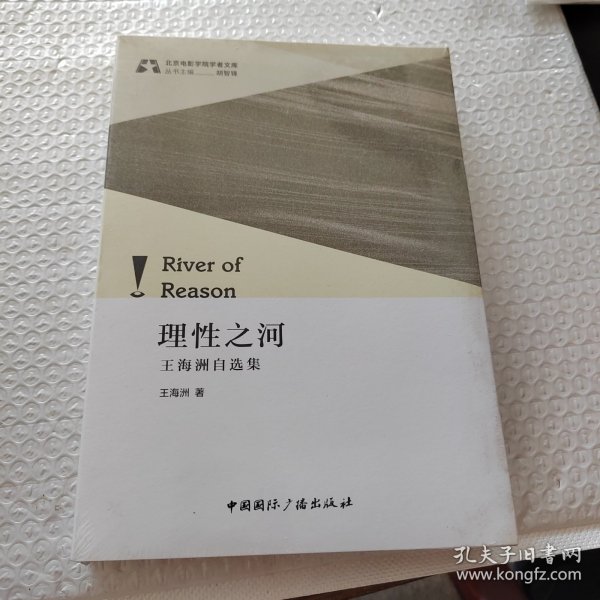 北京电影学院学者文库
丛书主编 胡智锋
River of
Reason
理性之河
王海洲自选集
王海洲 著
中国国际广播出版社
孔夫子旧书网
www.kongfz.com